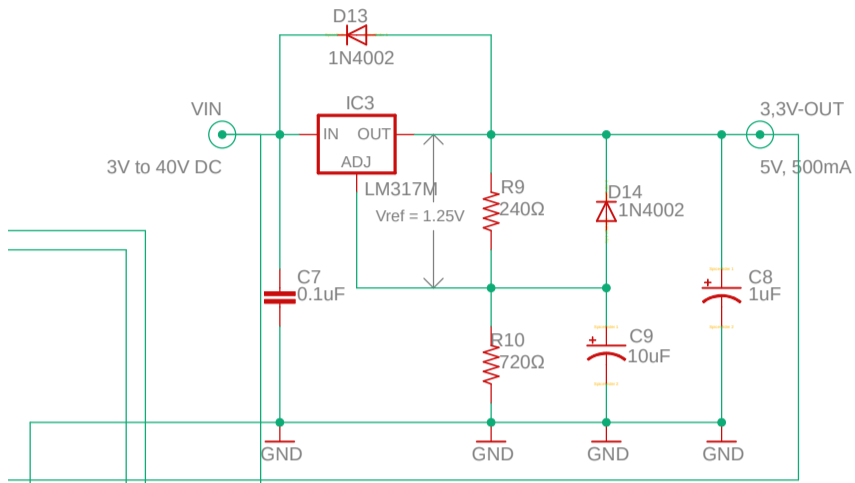 D13
1N4002
VIN
IC3
3,3V-OUT
IN OUT
ADJ
3V to 40V DC
5V, 500mA
LM317M
R9
240Ω
D14
1N4002
Vref = 1.25V
C7
0.1uF
C8
1uF
+
R10
720Ω
C9
10uF
+
GND
GND
GND
GND